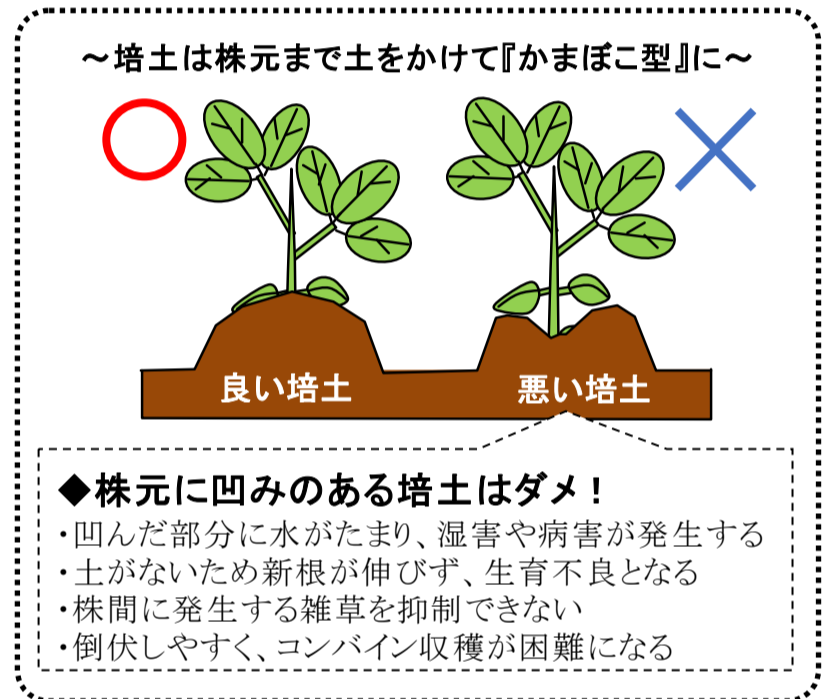 ～培土は株元まで土をかけて『かまぼこ型』に～
良い培土
悪い培土
◆株元に凹みのある培土はダメ！
・凹んだ部分に水がたまり、湿害や病害が発生する
・土がないため新根が伸びず、生育不良となる
・株間に発生する雑草を抑制できない
・倒伏しやすく、コンバイン収穫が困難になる